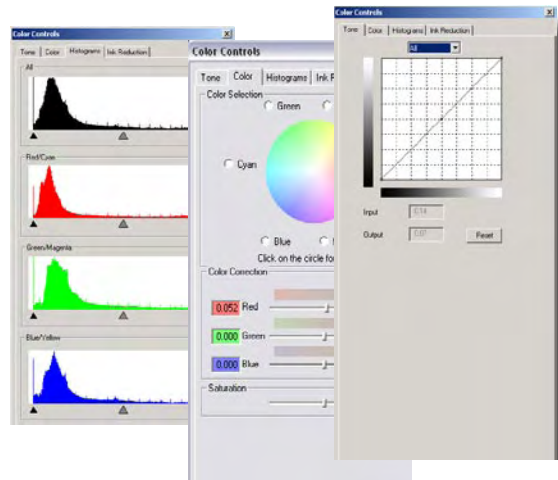 Color Controls
Tone Color Histograms Ink Reduction
All
Red/Cyan
Green/Magenta
Blue/Yellow
Color Controls
Tone Color Histograms Ink
Color Selection
Green
Cyan
Blue
Click on the circle for
Color Correction
0.052 Red
0.000 Green
0.000 Blue
Saturation
Color Controls
Tone Color Histograms Ink Reduction
All
Input
Output
Reset